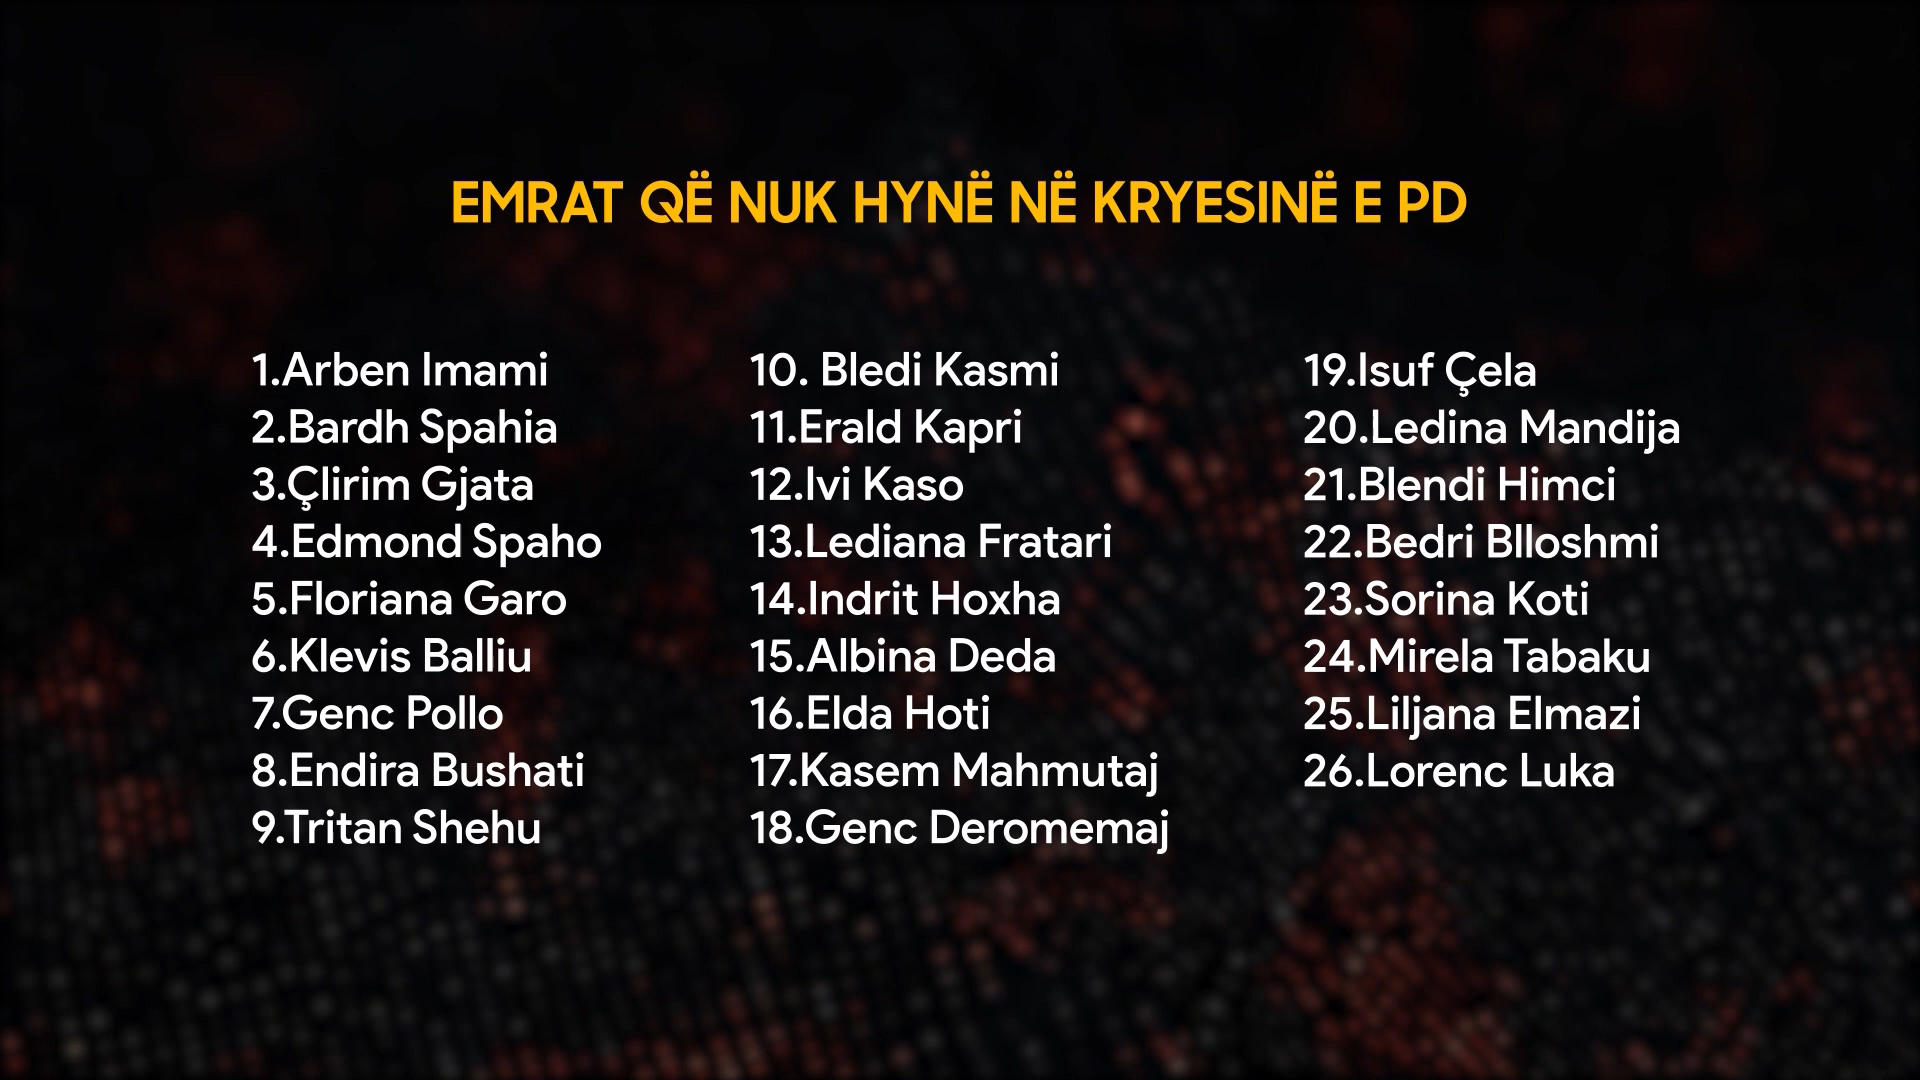 EMRAT QË NUK HYNË NË KRYESINË E PD
1.Arben Imami
2.Bardh Spahia
3.Çlirim Gjata
4.Edmond Spaho
5.Floriana Garo
6.Klevis Balliu
7.Genc Pollo
8.Endira Bushati
9.Tritan Shehu
10. Bledi Kasmi
11.Erald Kapri
12.Ivi Kaso
13.Lediana Fratari
14.Indrit Hoxha
15.Albina Deda
16.Elda Hoti
17.Kasem Mahmutaj
18.Genc Deromemaj
19.Isuf Çela
20.Ledina Mandija
21.Blendi Himci
22.Bedri Blloshmi
23.Sorina Koti
24.Mirela Tabaku
25.Liljana Elmazi
26.Lorenc Luka